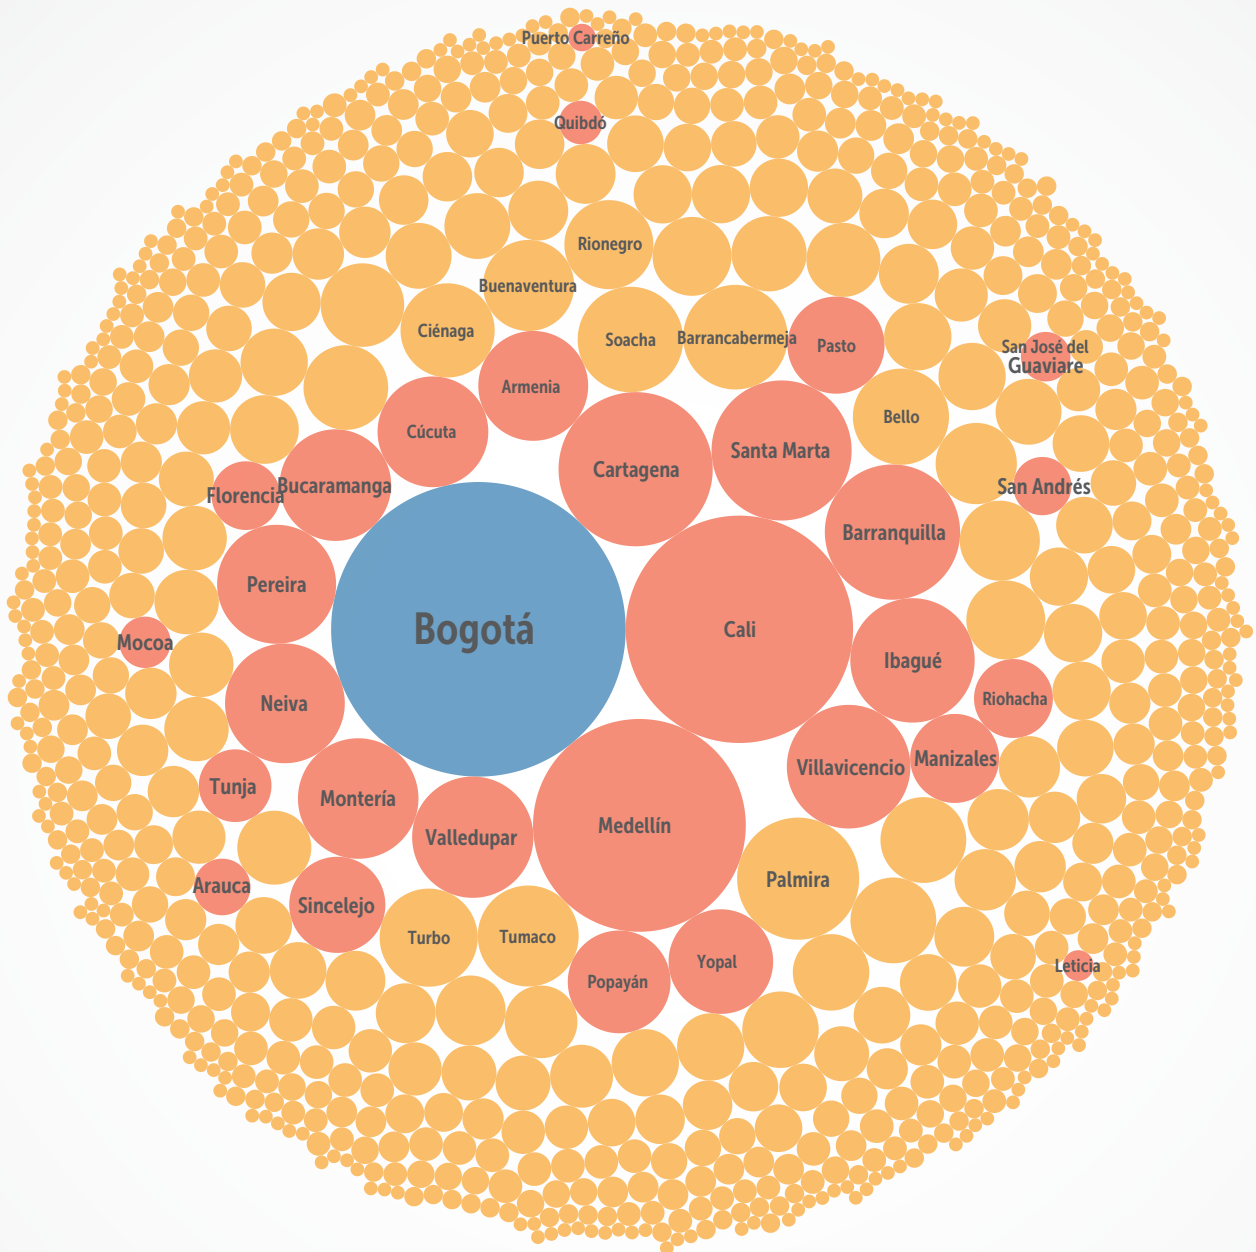 Puerto Carreño
Quibdó
Rionegro
Buenaventura
Ciénaga
Soacha
Barrancabermeja
Pasto
San José del
Guaviare
Armenia
Bello
Cúcuta
Cartagena
Santa Marta
Florencia
Bucaramanga
San Andrés
Barranquilla
Pereira
Bogotá
Cali
Mocoa
Ibagué
Neiva
Riohacha
Tunja
Montería
Villavicencio
Manizales
Valledupar
Medellín
Palmira
Arauca
Sincelejo
Turbo
Tumaco
Popayán
Yopal
Leticia